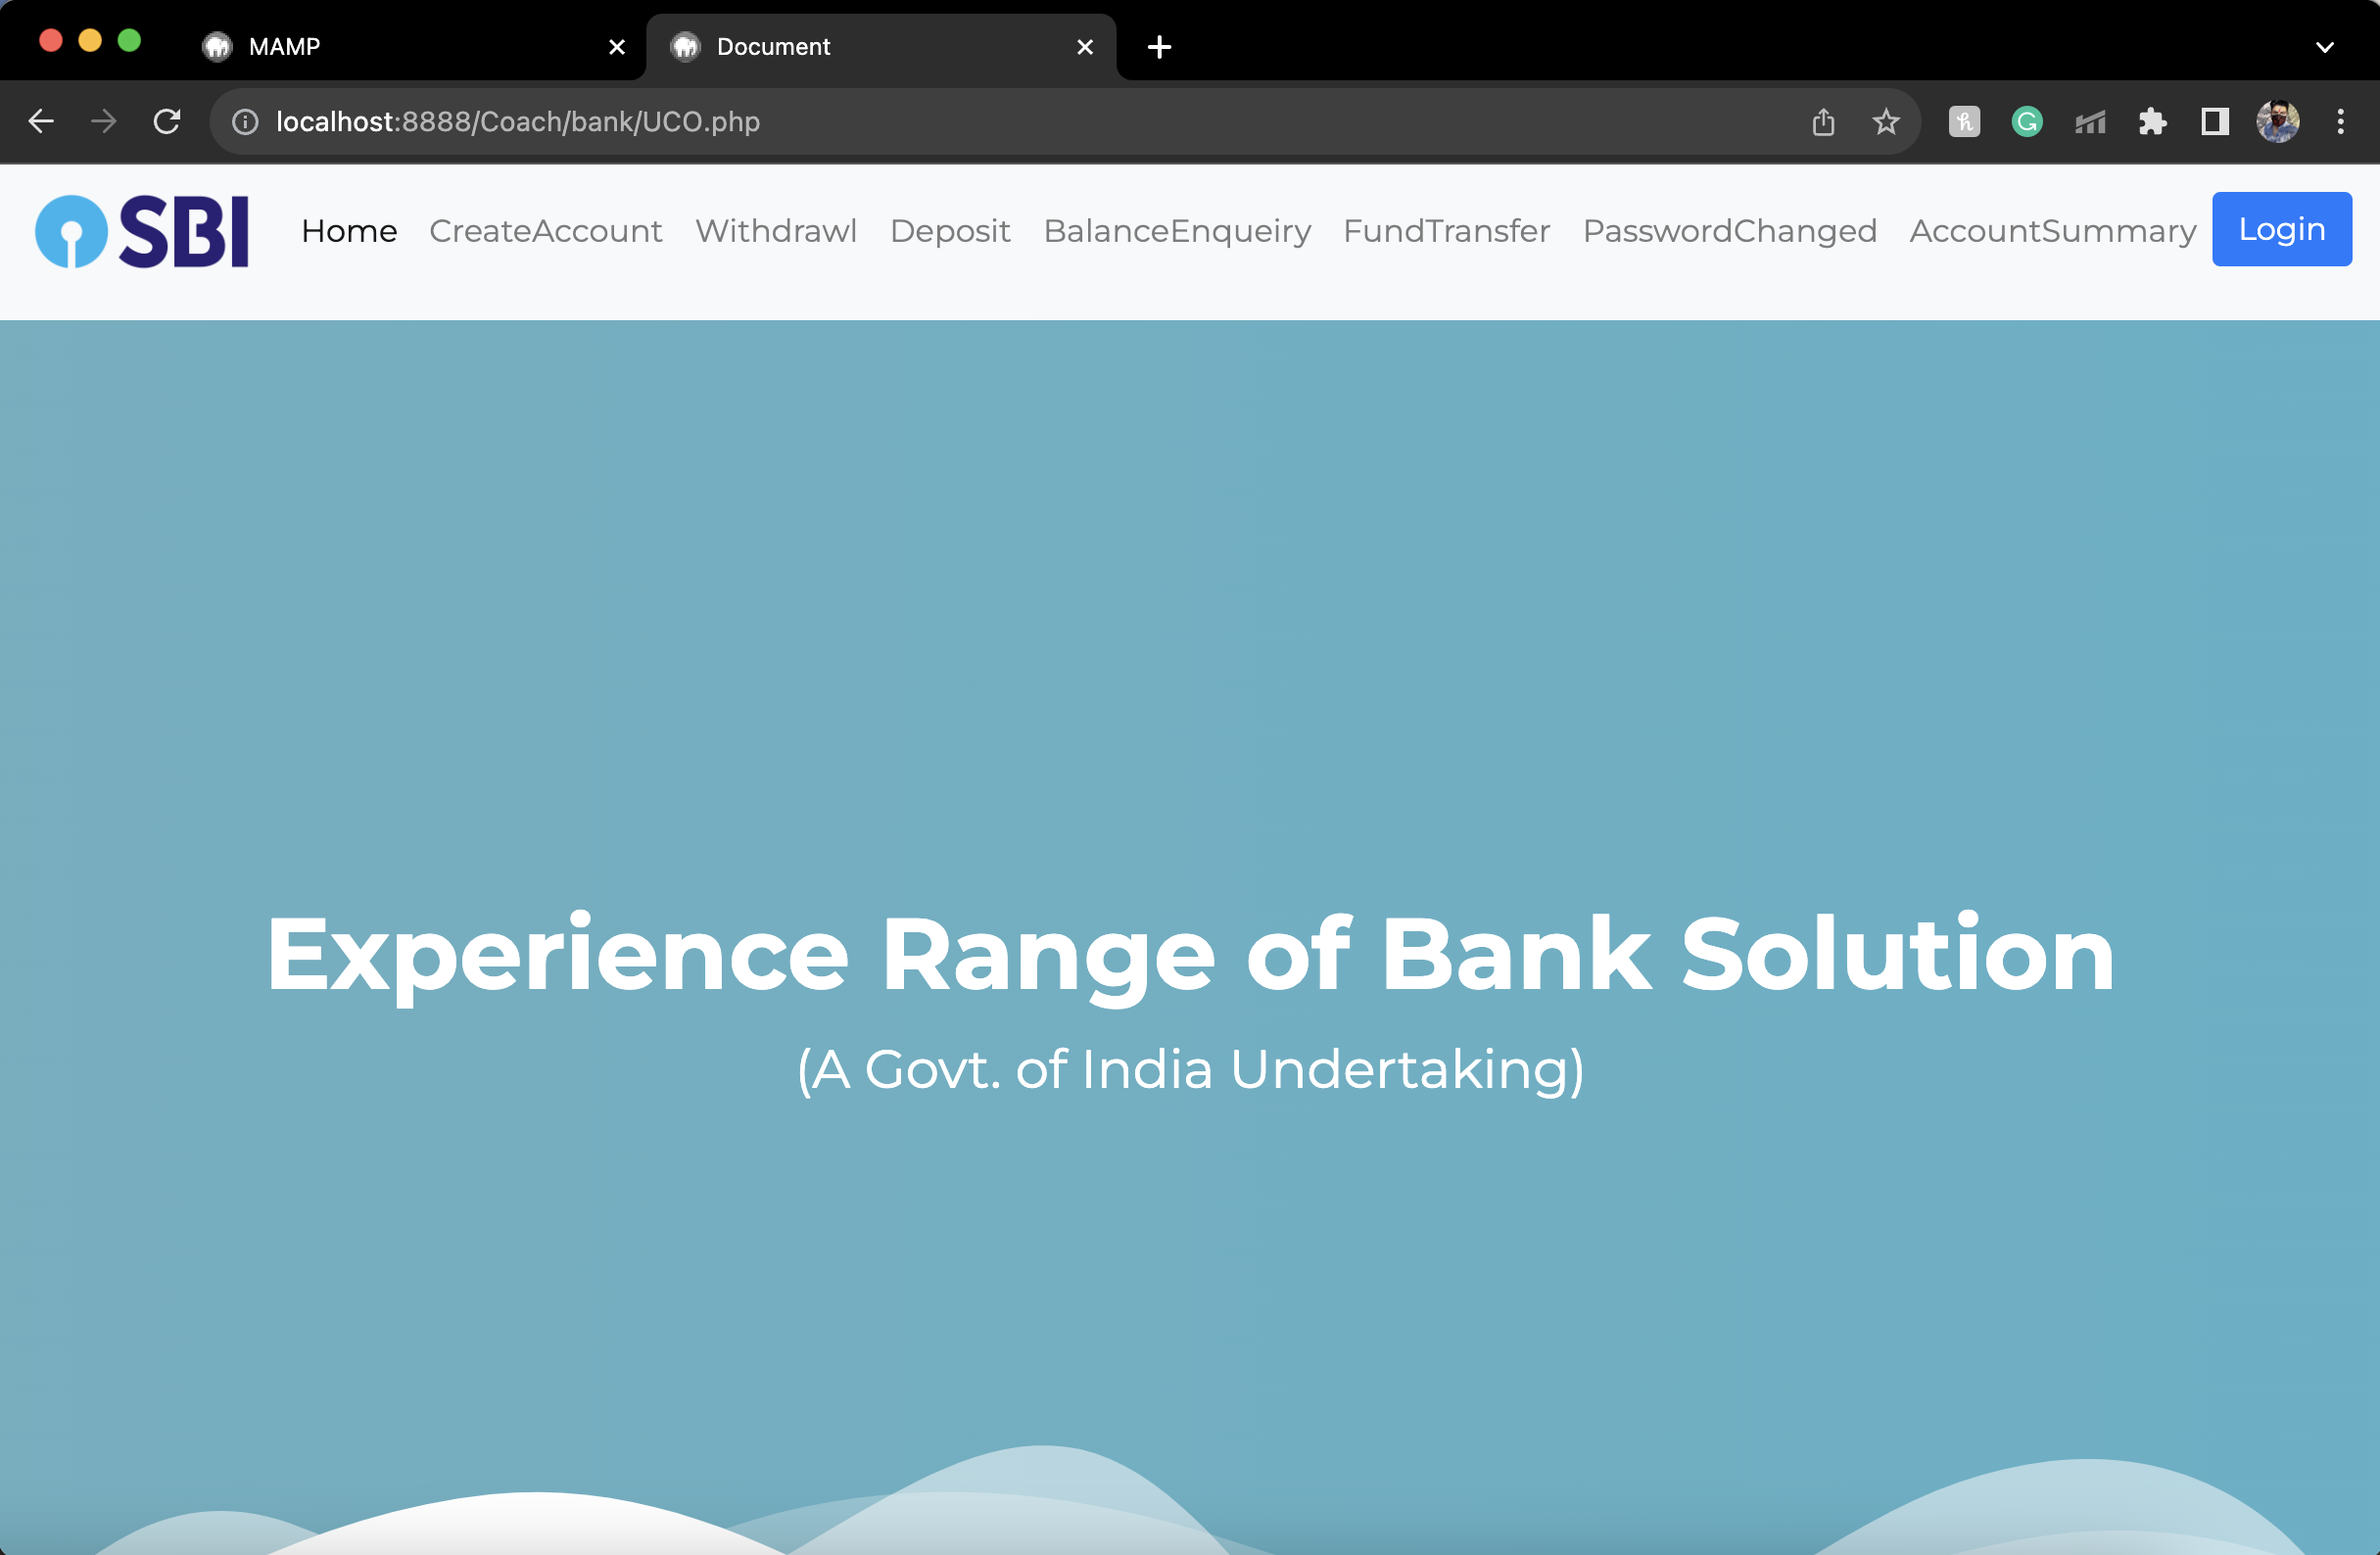 MAMP
Document
localhost:8888/Coach/bank/UCO.php
SBI
Home CreateAccount Withdrawl Deposit BalanceEnqueiry FundTransfer PasswordChanged AccountSummary Login
Experience Range of Bank Solution
(A Govt. of India Undertaking)